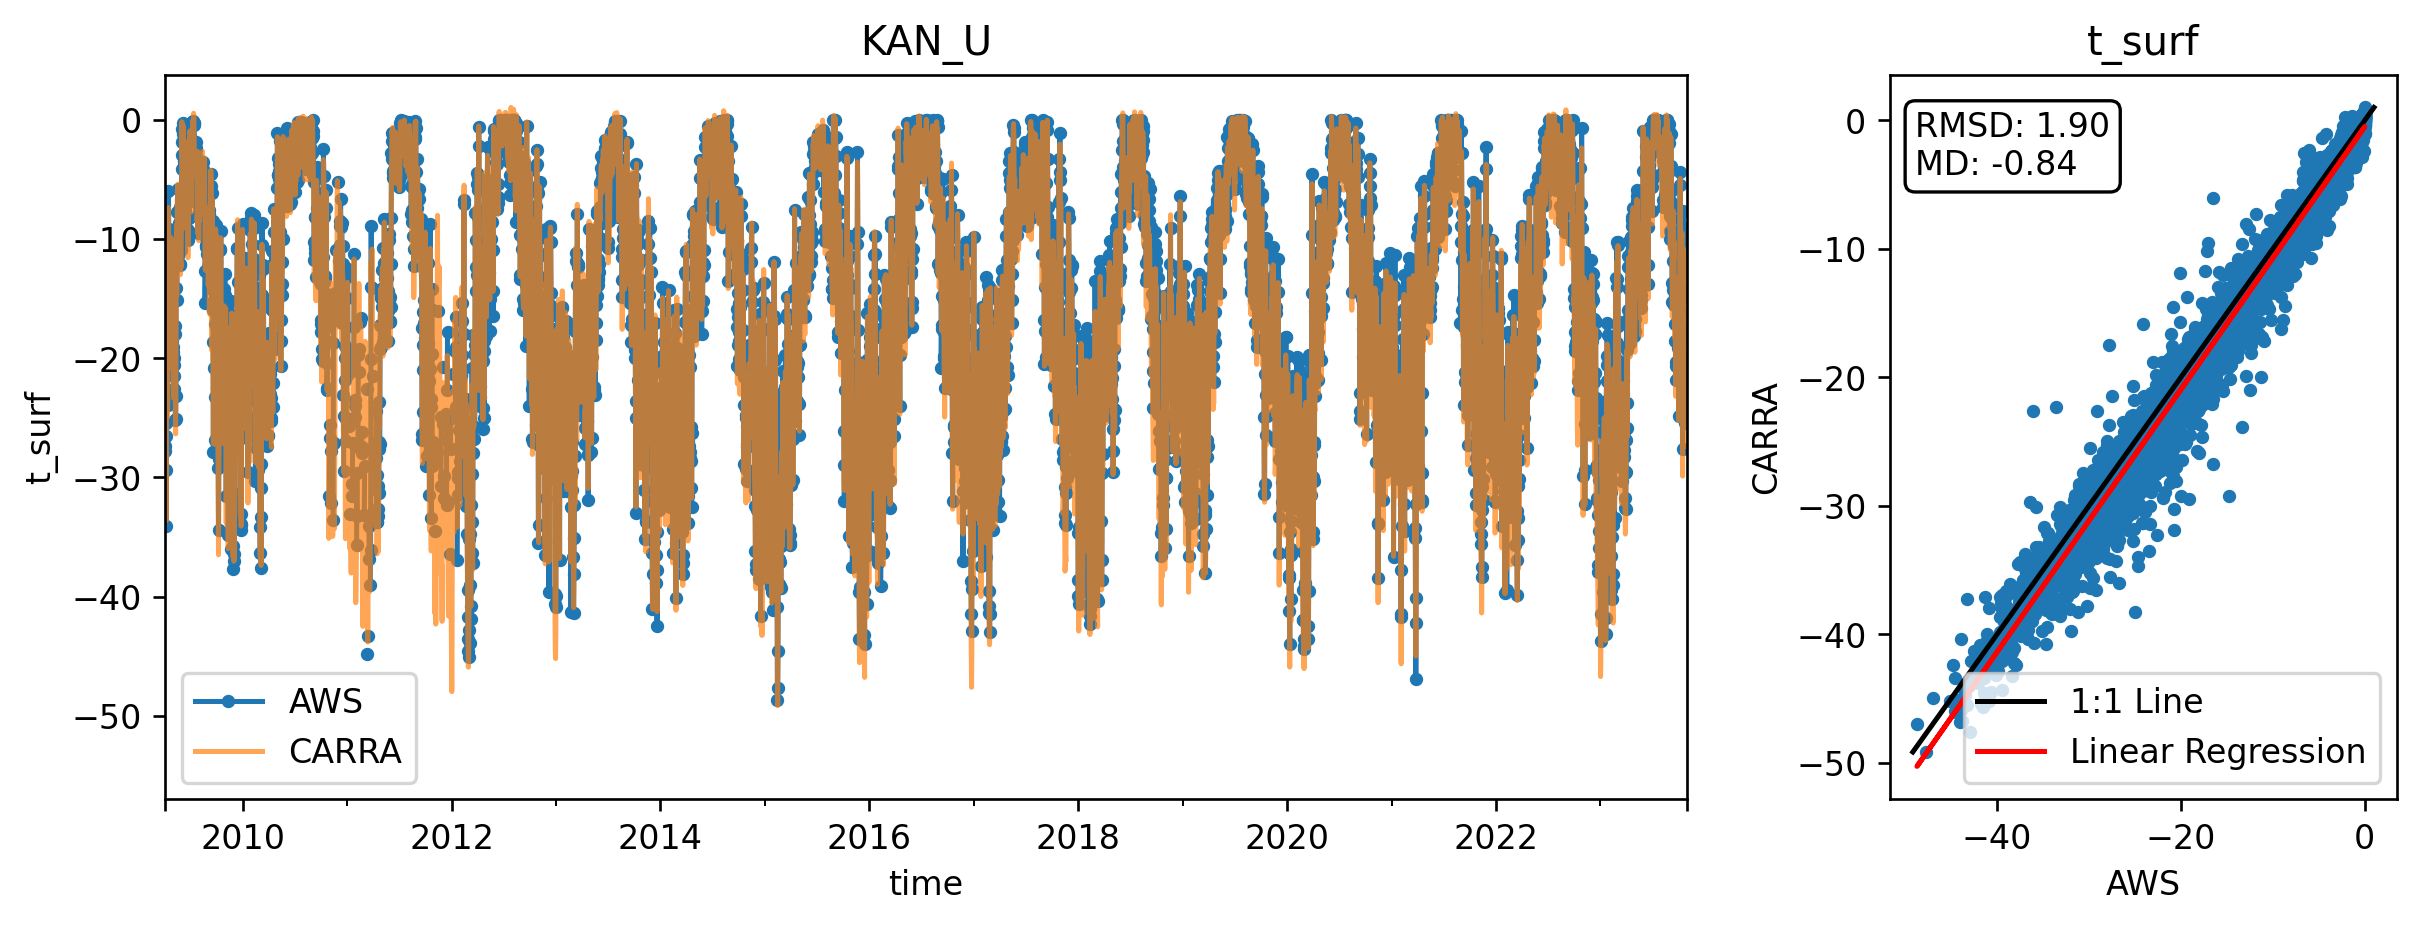 KAN_U
t_surf
0
−10
−20
−30
−40
−50
t_surf
AWS
CARRA
2010 2012 2014 2016 2018 2020 2022
time
t_surf
RMSD: 1.90
MD: -0.84
0
−10
−20
−30
−40
−50
CARRA
1:1 Line
Linear Regression
−40 −20 0
AWS